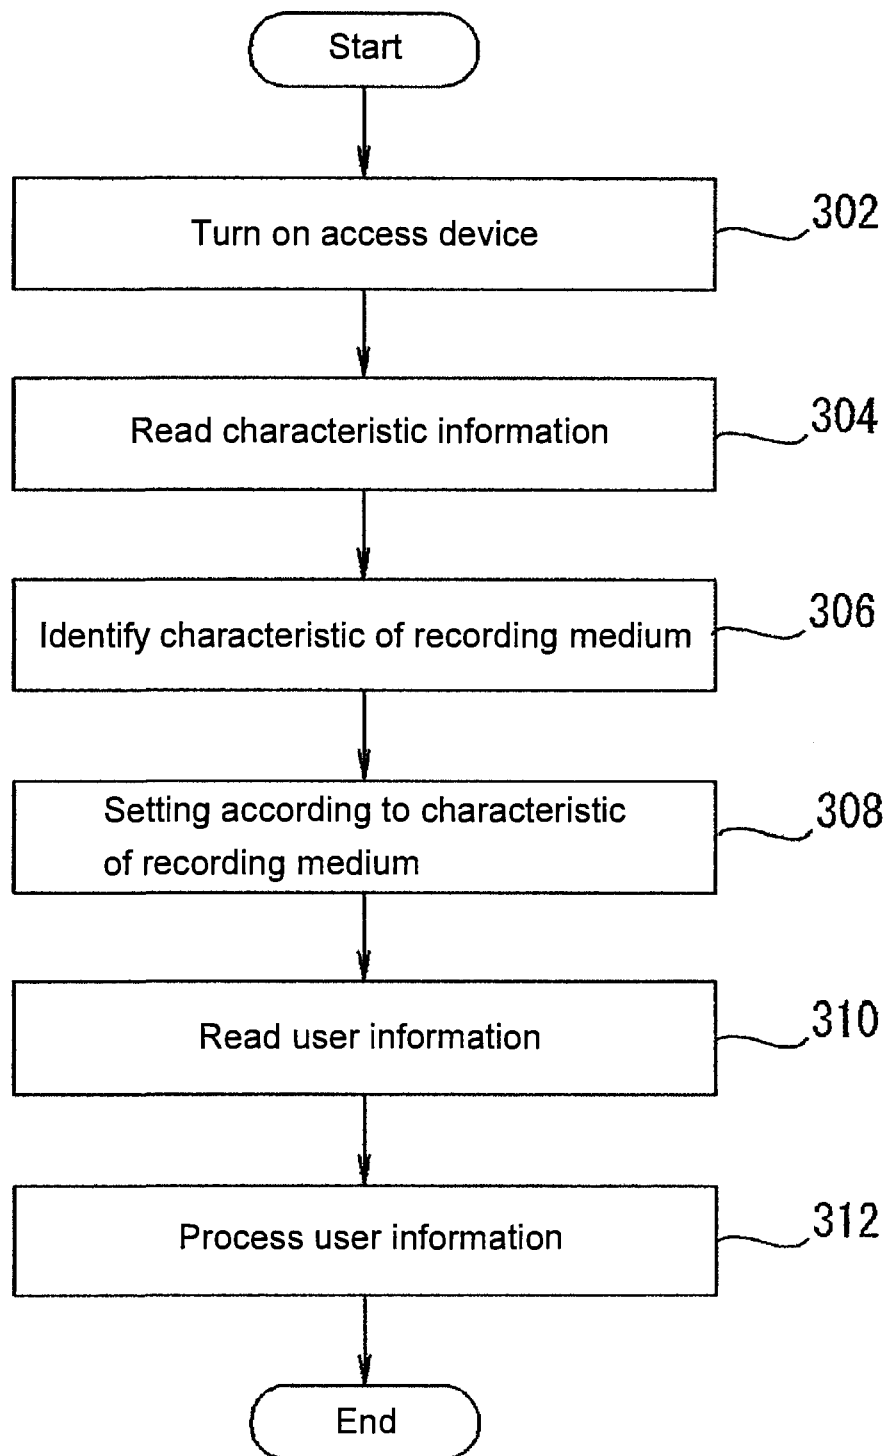 Start
Turn on access device
302
Read characteristic information
304
Identify characteristic of recording medium
306
Setting according to characteristic
of recording medium
308
Read user information
310
Process user information
312
End